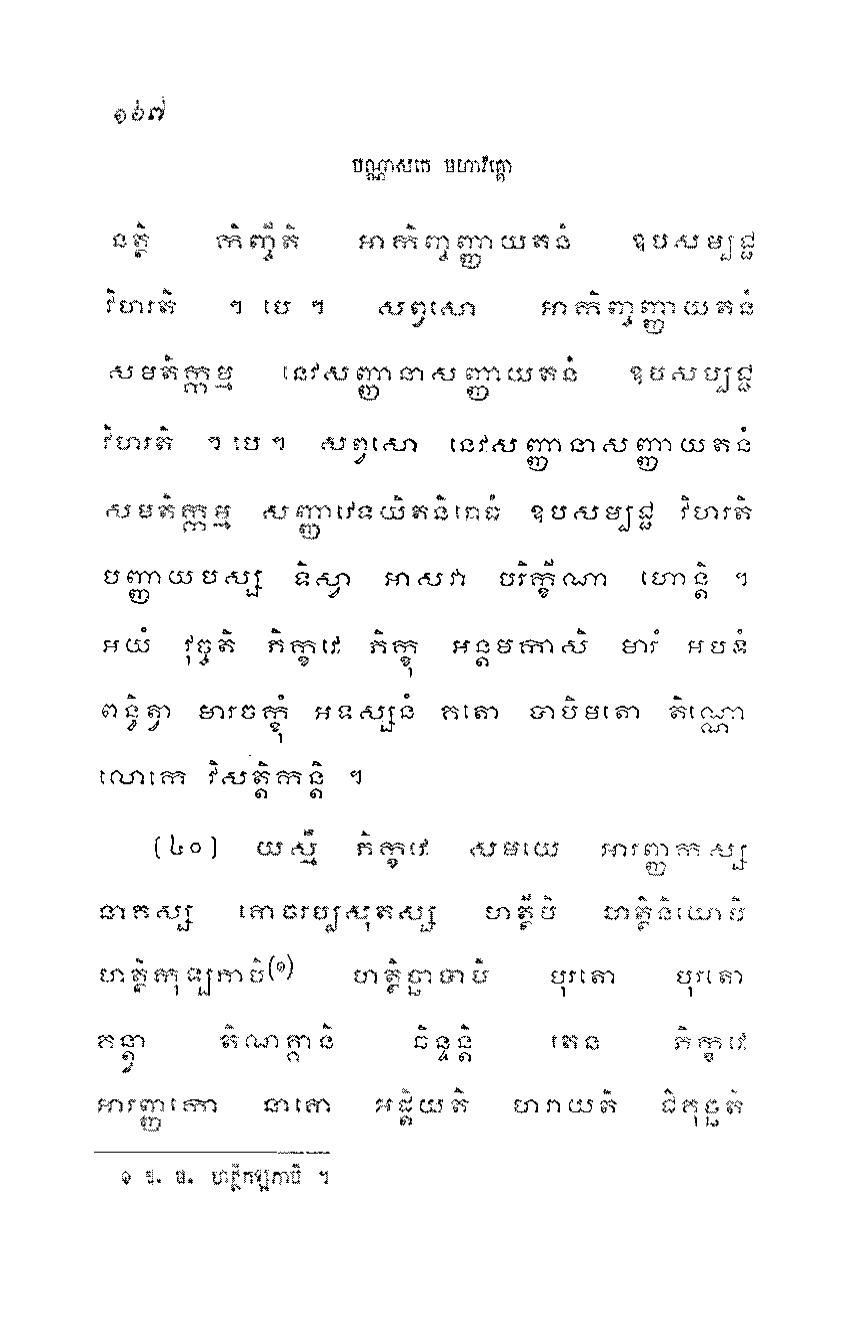 ១៦៧
បណ្ណាសកេ មហាវគ្គោ
នត្ថិ កិញ្ចីតិ អាកិញ្ចញ្ញាយតនំ ឧបសម្បជ្ជ
វិហរតិ ។ បេ ។ សព្វសោ អាកិញ្ចញ្ញាយតនំ
សមតិក្កម្ម នេវសញ្ញានាសញ្ញាយតនំ ឧបសប្បជ្ជ
វិហរតិ ។ បេ ។ សព្វសោ នេវសញ្ញានាសញ្ញាយតនំ
សមតិក្កម្ម សញ្ញាវេទយិតនិរោធំ ឧបសម្បជ្ជ វិហរតិ
បញ្ញាយបស្ស ទិស្វា អាសវា បរិក្ខីណា ហោន្តិ ។
អយំ វុច្ចតិ ភិក្ខវេ ភិក្ខុ អន្តមកាសិ មារំ អបទំ
ពន្ធិត្វា មារចក្ខុំ អទស្សនំ គតោ បាបិមតោ តិណ្ណោ
លោកេ វិសត្តិកន្តិ ។
(៤០) យស្មឹ ភិក្ខវេ សមយេ អារញ្ញកស្ស
នាគស្ស គោចរប្បសុតស្ស ហត្ថីបិ ហត្ថិនិយោបិ
ហត្ថិកុឡបកាបិ(១) ហត្ថិច្ឆាបាបិ បុរតោ បុរតោ
គន្ត្វា តិណគ្គានិ ឆិន្ទន្តិ តេន ភិក្ខវេ
អារញ្ញកោ នាគោ អដ្ដិយតិ ហរាយតិ ជិគុច្ឆតិ
១ ឱ. ម. ហត្ថិកឡភាបិ ។